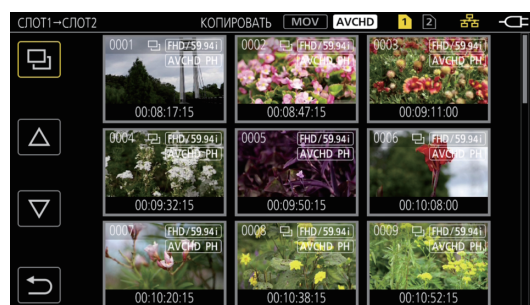 СЛОТ1→СЛОТ2 КОПИРОВАТЬ MOV AVCHD 1 2
0001 FHD/59.94i 0002 FHD/59.94i 0003 FHD/59.94i
AVCHD PH AVCHD PH AVCHD PH
00:08:17:15 00:08:47:15 00:09:11:00
0004 FHD/59.94i 0005 FHD/59.94i 0006 FHD/59.94i
AVCHD PH AVCHD PH AVCHD PH
00:09:32:15 00:09:50:15 00:10:08:00
0007 FHD/59.94i 0008 FHD/59.94i 0009 FHD/59.94i
AVCHD PH AVCHD PH AVCHD PH
00:10:20:15 00:10:38:15 00:10:52:15